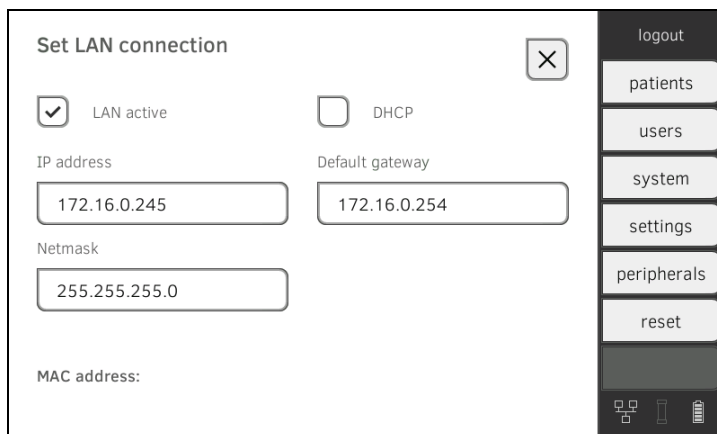 Set LAN connection
LAN active
DHCP
IP address
Default gateway
172.16.0.245
172.16.0.254
Netmask
255.255.255.0
MAC address:
logout
patients
users
system
settings
peripherals
reset